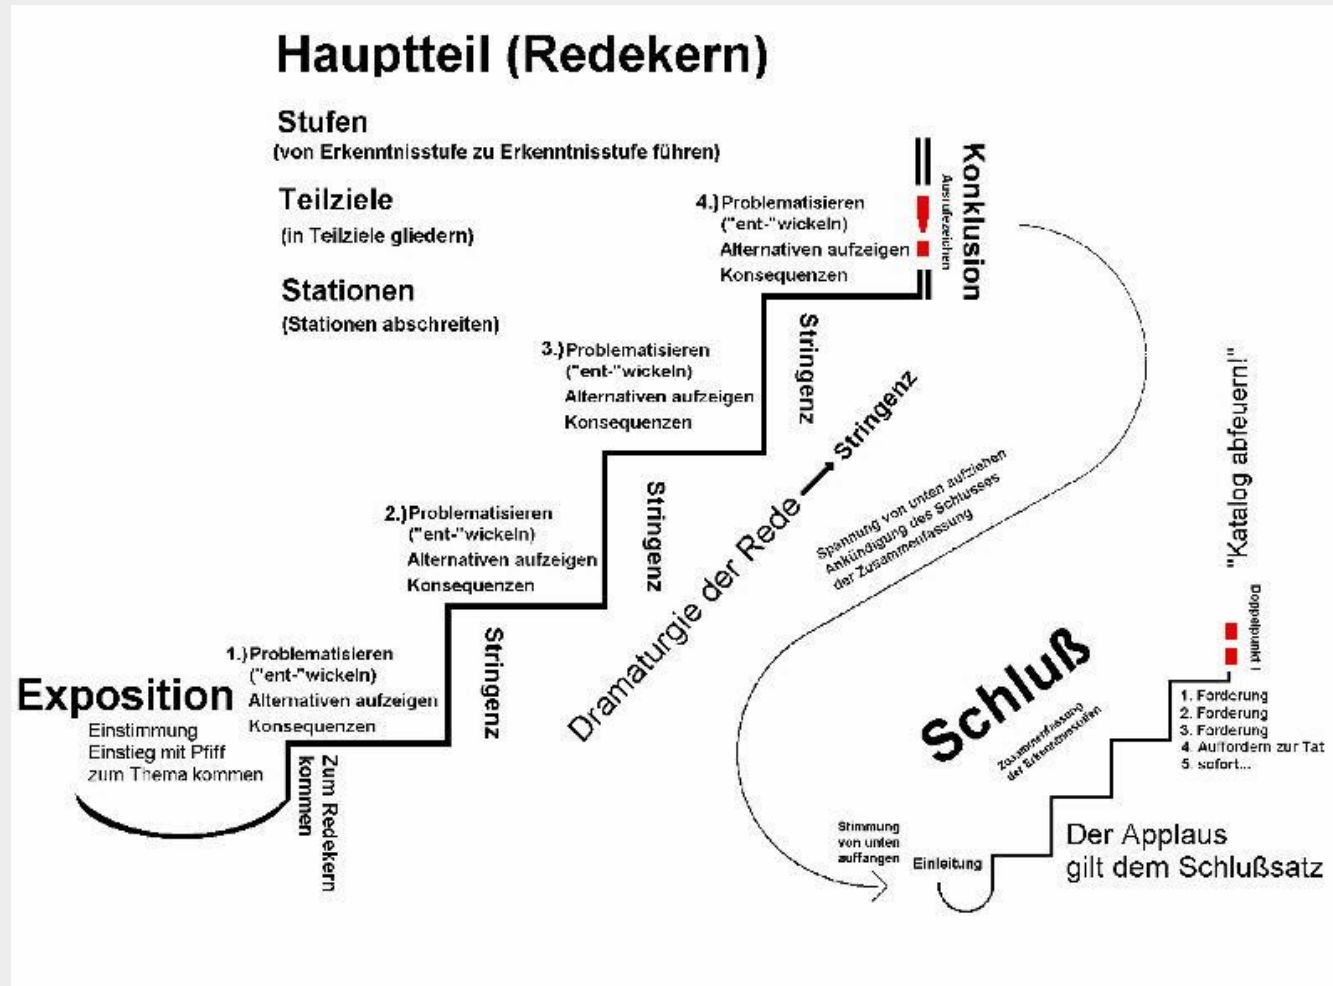 Hauptteil (Redekern)
Stufen
(von Erkenntnisstufe zu Erkenntnisstufe führen)
Teilziele
(in Teilziele gliedern)
Stationen
(Stationen abschreiten)
4.) Problematisieren
("ent-"wickeln)
Alternativen aufzeigen
Konsequenzen
Ausrufezeichen
Konklusion
Stringenz
3.) Problematisieren
("ent-"wickeln)
Alternativen aufzeigen
Konsequenzen
Stringenz
2.) Problematisieren
("ent-"wickeln)
Alternativen aufzeigen
Konsequenzen
Stringenz
1.) Problematisieren
("ent-"wickeln)
Alternativen aufzeigen
Konsequenzen
Exposition
Einstimmung
Einstieg mit Pfiff
zum Thema kommen
Zum Redekern
kommen
Dramaturgie der Rede → Stringenz
Spannung von unten aufziehen
Ankündigung des Schlusses
der Zusammenfassung
Schluß
Zusammenfassung
der Erkenntnisstufen
Stimmung
von unten
auffangen
Einleitung
"Katalog abfeuern!"
Doppelpunkt !
1. Forderung
2. Forderung
3. Forderung
4. Auffordern zur Tat
5. sofort...
Der Applaus
gilt dem Schlußsatz